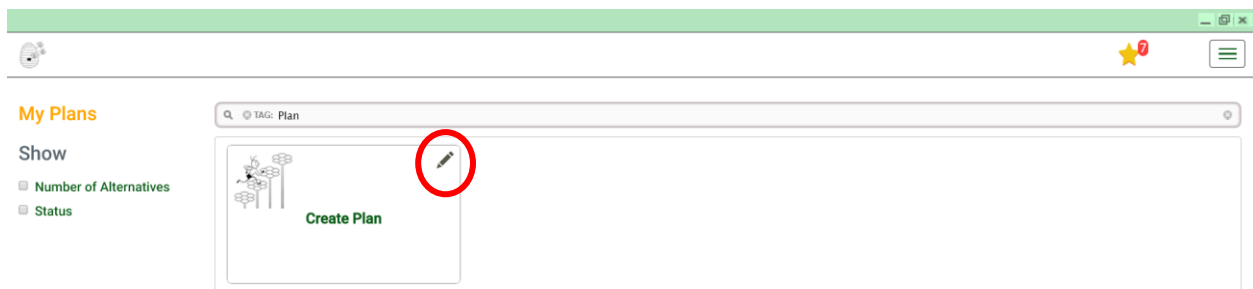 7
My Plans
TAG: Plan
Show
Number of Alternatives
Status
Create Plan